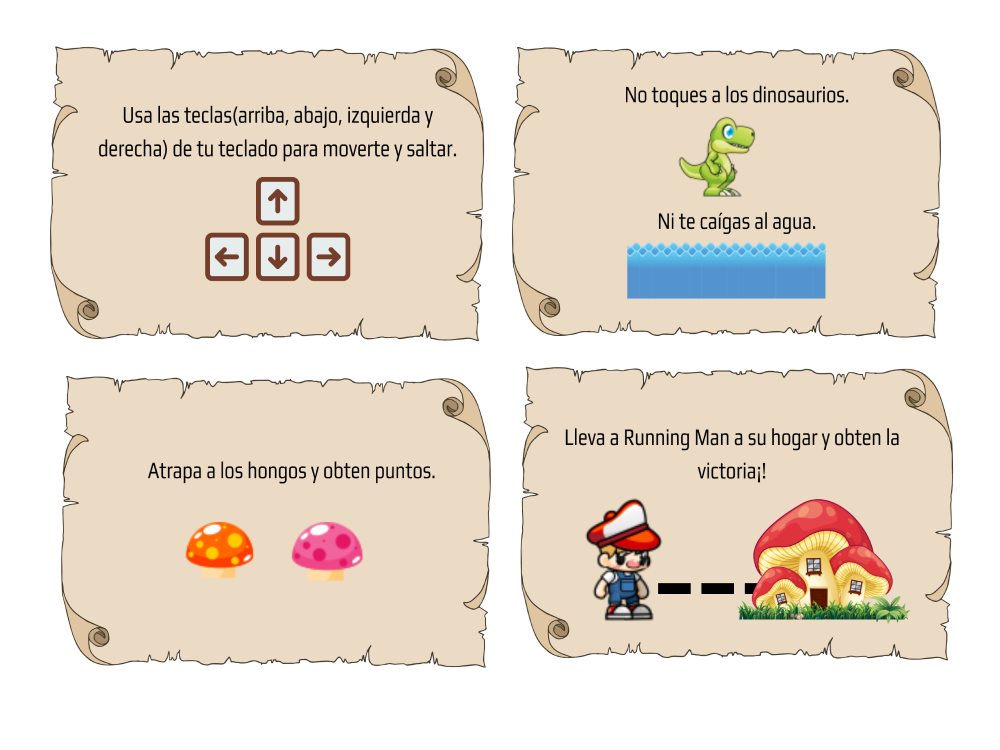 Usa las teclas(arriba, abajo, izquierda y
derecha) de tu teclado para moverte y saltar.
No toques a los dinosaurios.
Ni te caígas al agua.
Atrapa a los hongos y obten puntos.
Lleva a Running Man a su hogar y obten la
victoria¡!